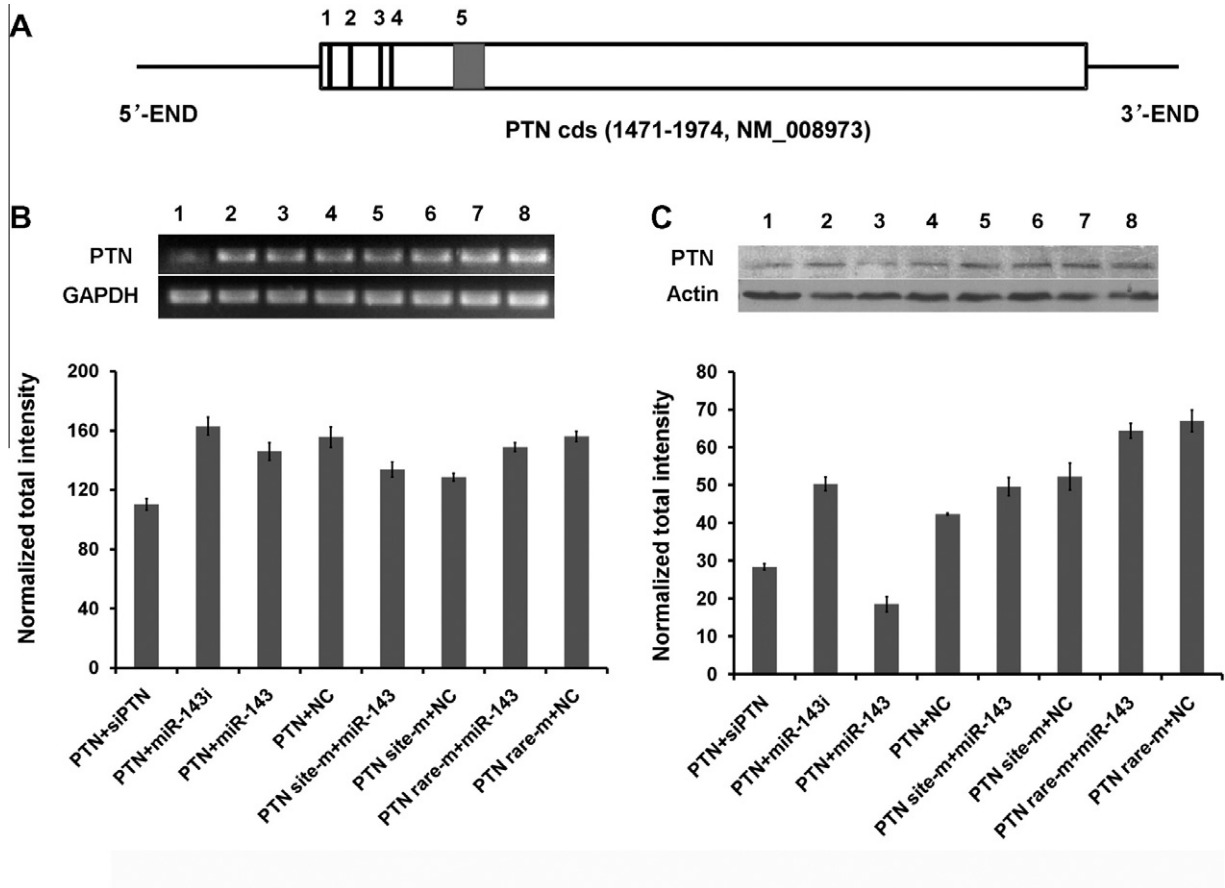 A
1 2 3 4 5
5′-END
3′-END
PTN cds (1471-1974, NM_008973)
B
1 2 3 4 5 6 7 8
PTN
GAPDH
Normalized total intensity
200
160
120
80
40
0
PTN+siPTN
PTN+miR-143i
PTN+miR-143
PTN+NC
PTN site-m+miR-143
PTN site-m+NC
PTN rare-m+miR-143
PTN rare-m+NC
C
1 2 3 4 5 6 7 8
PTN
Actin
Normalized total intensity
80
70
60
50
40
30
20
10
0
PTN+siPTN
PTN+miR-143i
PTN+miR-143
PTN+NC
PTN site-m+miR-143
PTN site-m+NC
PTN rare-m+miR-143
PTN rare-m+NC